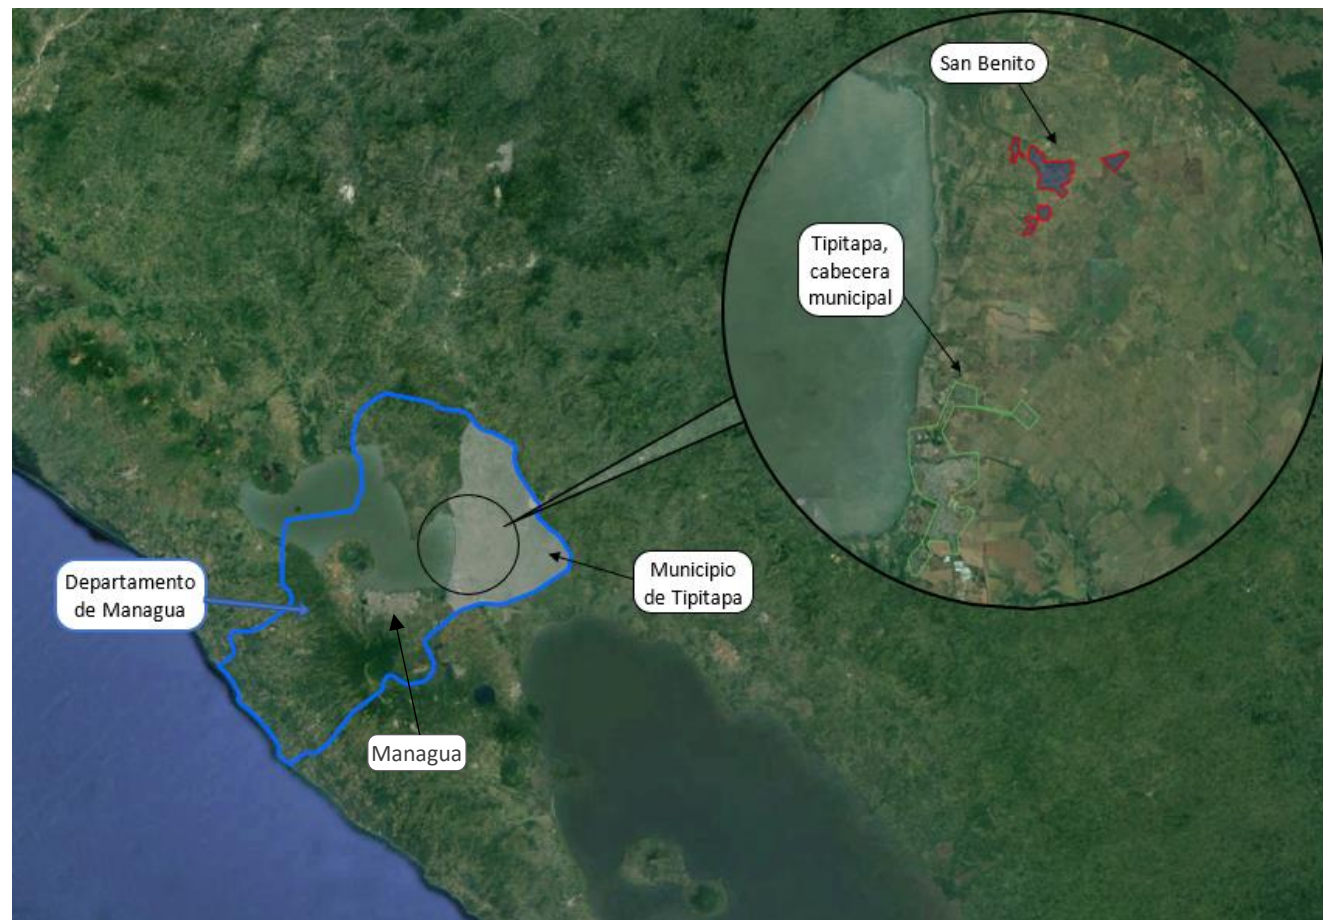 San Benito
Tipitapa,
cabecera
municipal
Departamento
de Managua
Municipio
de Tipitapa
Managua